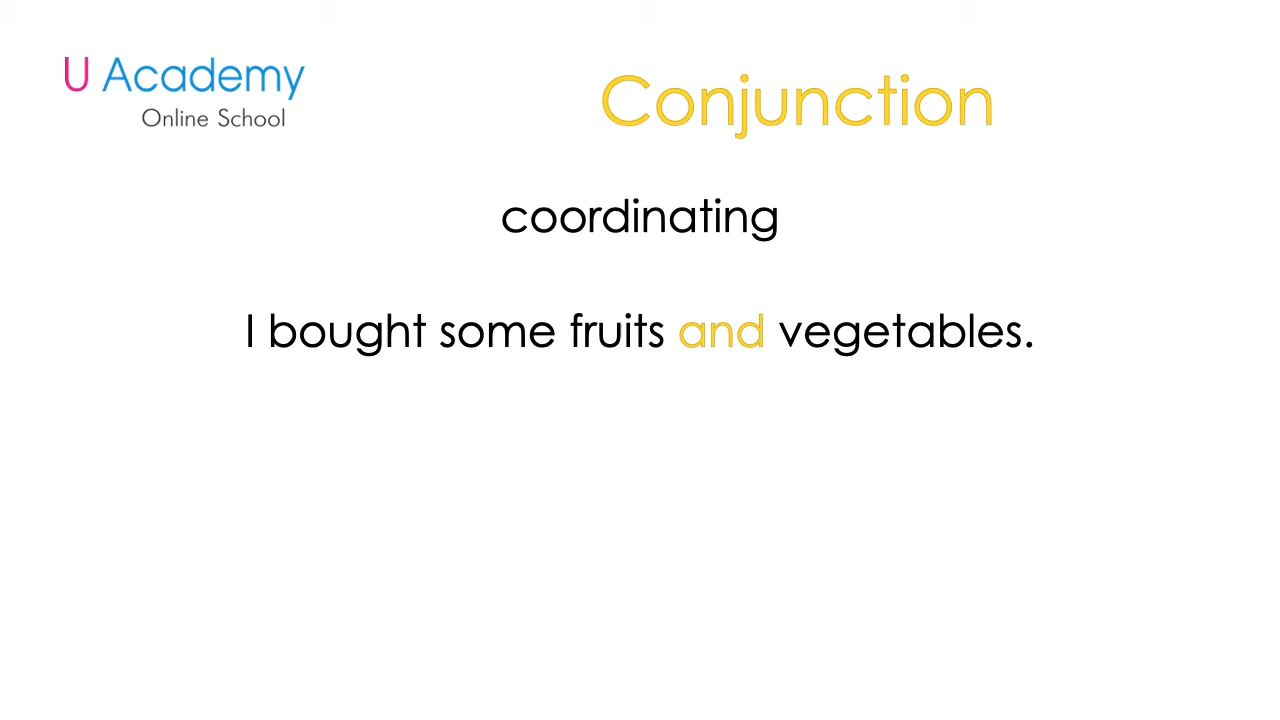 U Academy
Online School
Conjunction
coordinating
I bought some fruits and vegetables.